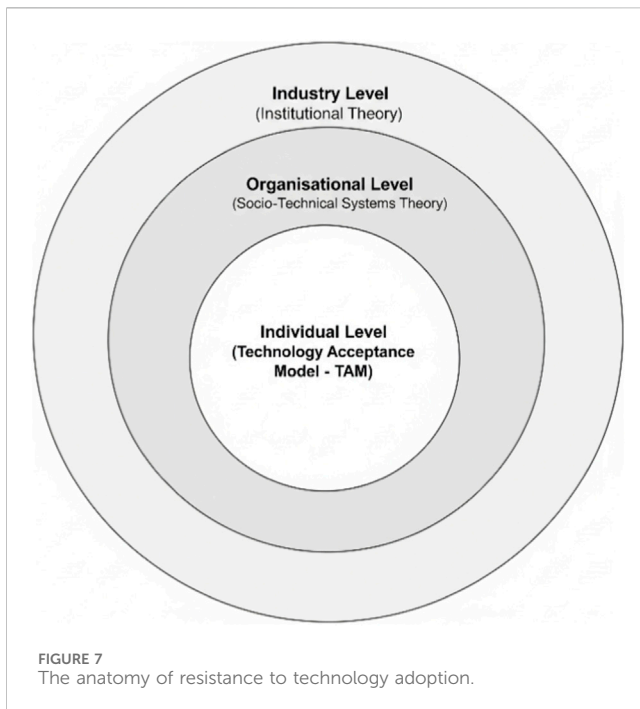 Industry Level
(Institutional Theory)
Organisational Level
(Socio-Technical Systems Theory)
Individual Level
(Technology Acceptance
Model - TAM)
FIGURE 7
The anatomy of resistance to technology adoption.